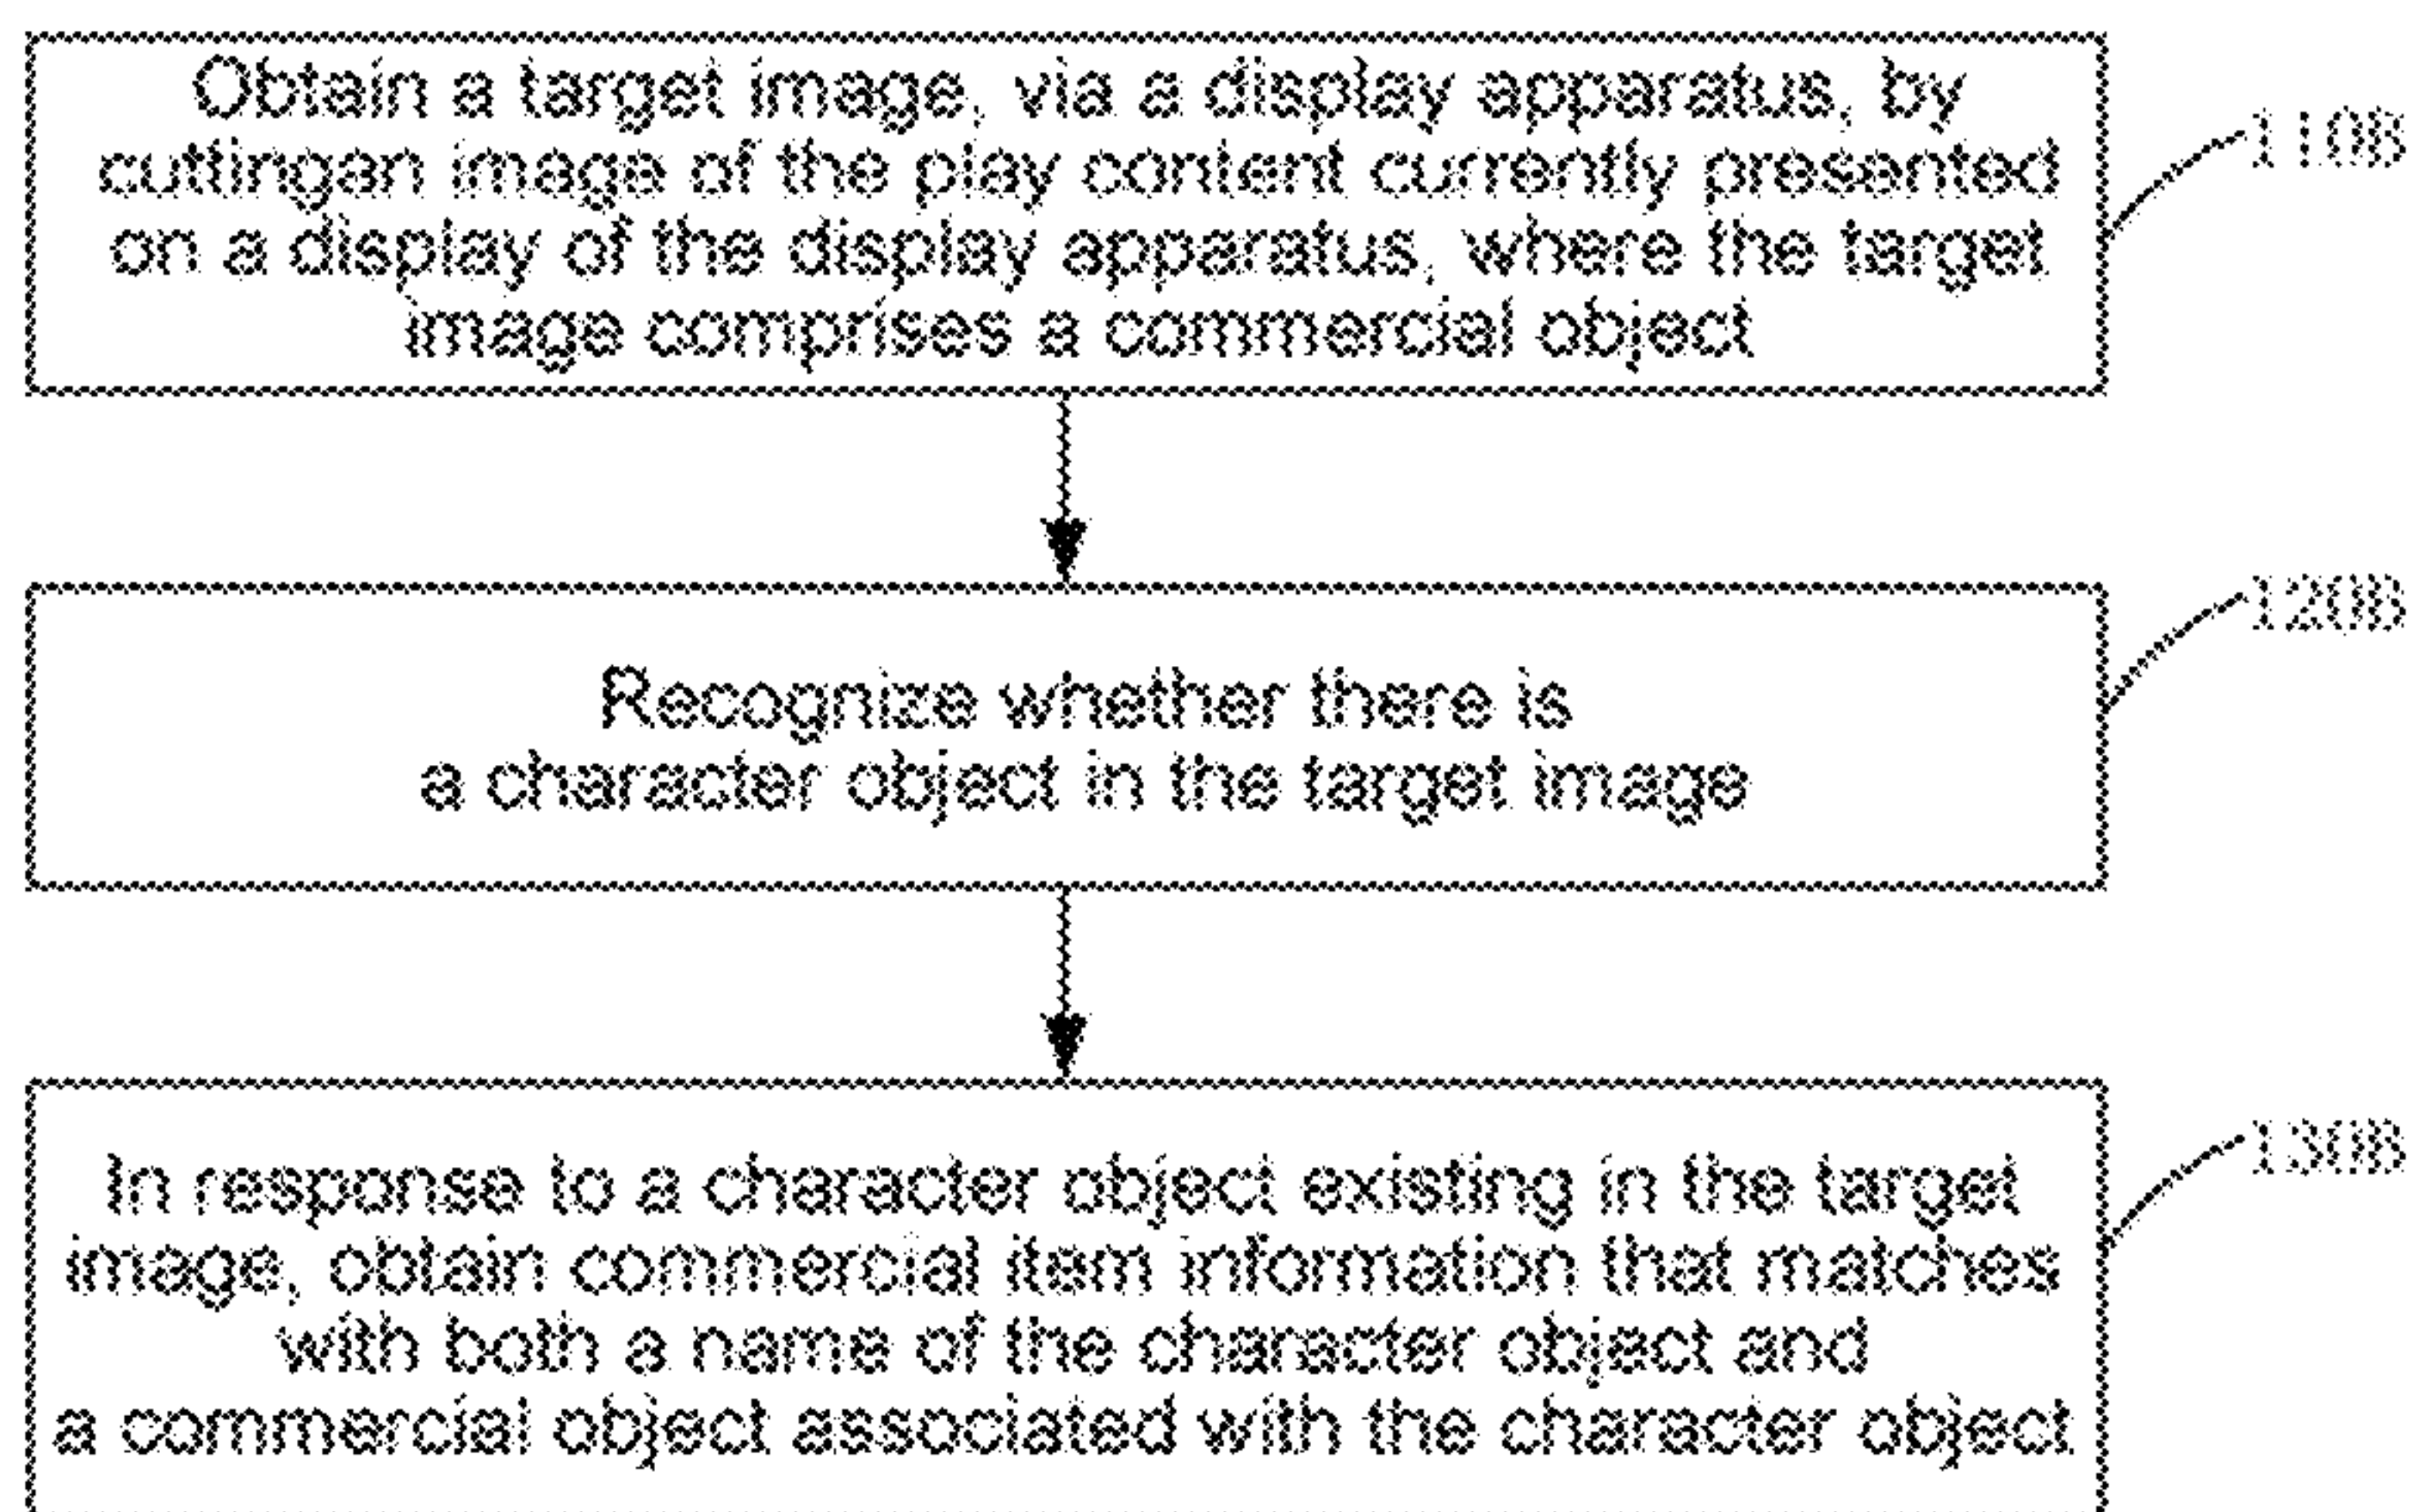 Obtain a target image, via a display apparatus, by
cuttingan image of the play content currently presented
on a display of the display apparatus, where the target
image comprises a commercial object
110B
120B
Recognize whether there is
a character object in the target image
In response to a character object existing in the target
image, obtain commercial item information that matches
with both a name of the character object and
a commercial object associated with the character object
130B